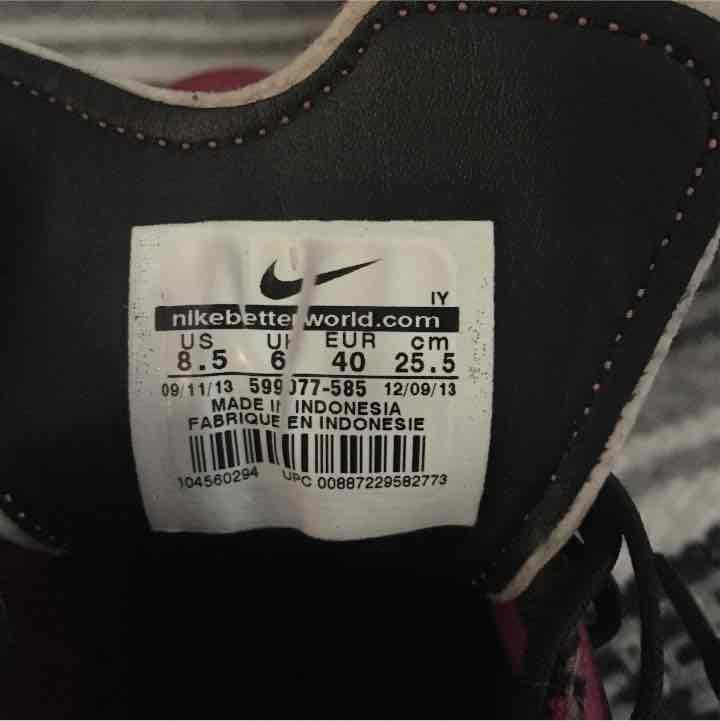 IY
nikebetterworld.com
US UK EUR cm
8.5 6 40 25.5
09/11/13 599077-585 12/09/13
MADE IN INDONESIA
FABRIQUE EN INDONESIE
104560294 UPC 00887229582773